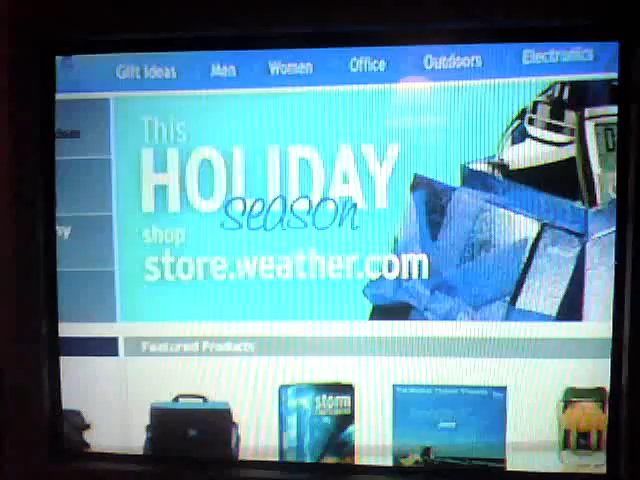 Gift Ideas Men Women Office Outdoors Electronics
This
HOLIDAY
season
shop
store.weather.com
Featured Products
storm